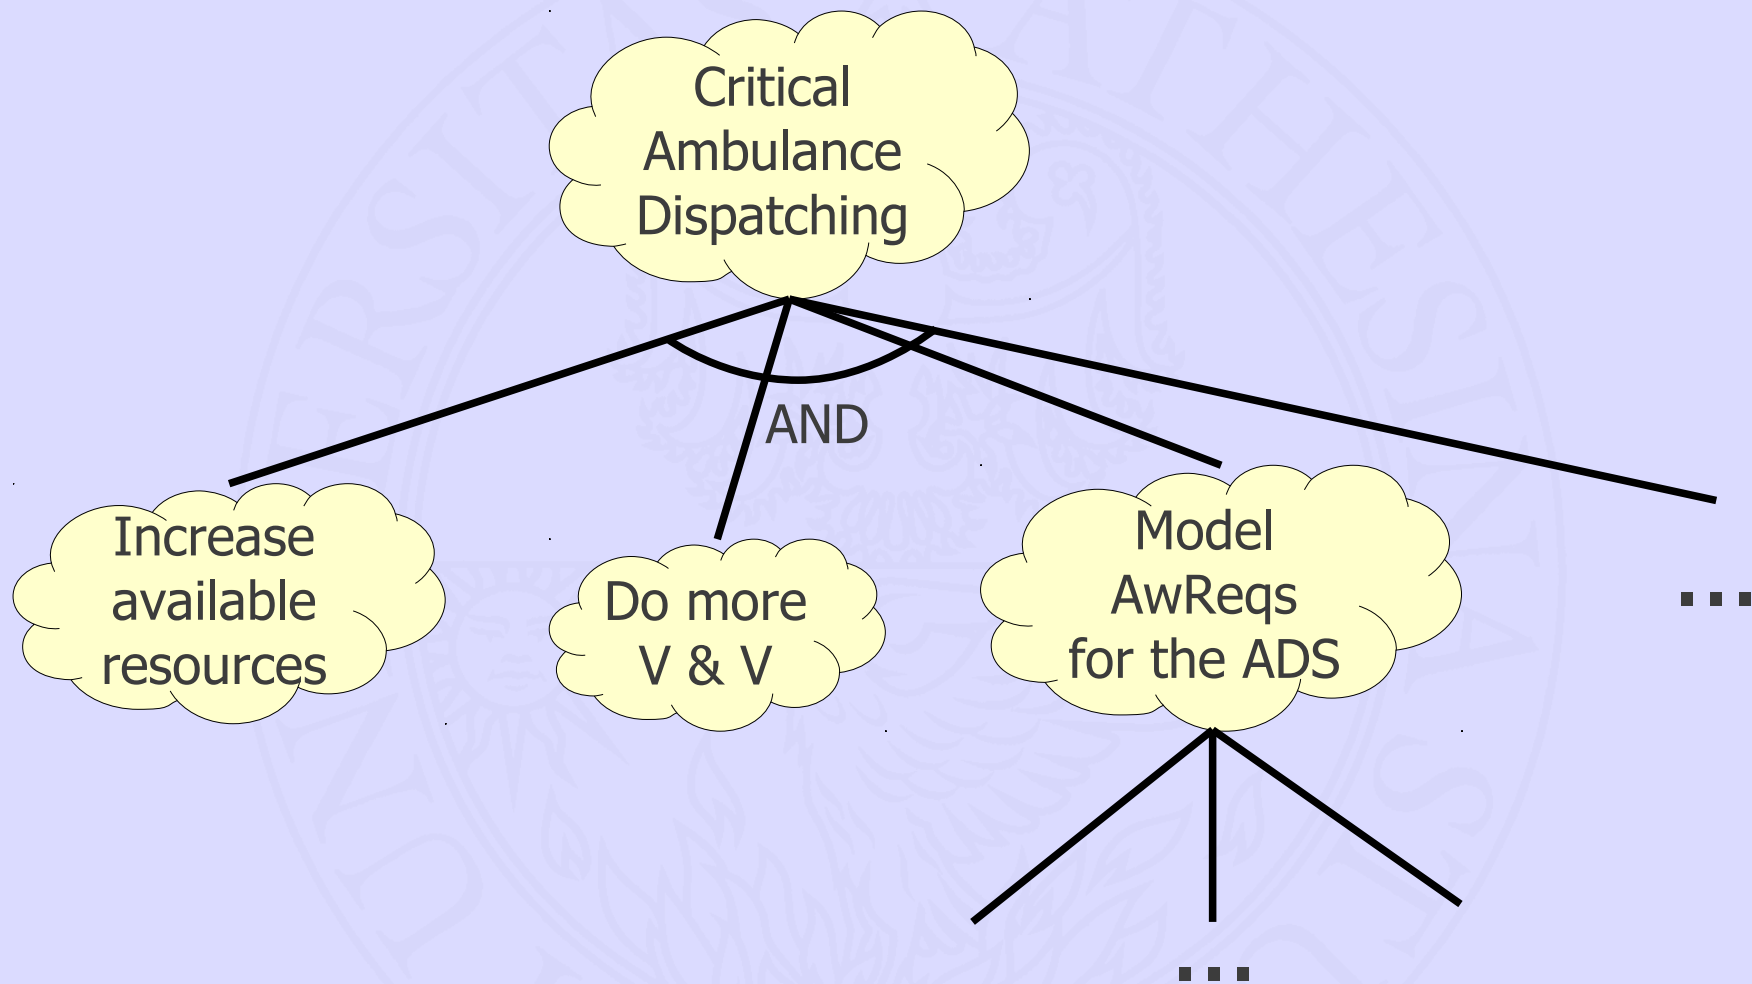 Critical
Ambulance
Dispatching
AND
Increase
available
resources
Do more
V & V
Model
AwReqs
for the ADS
...
...